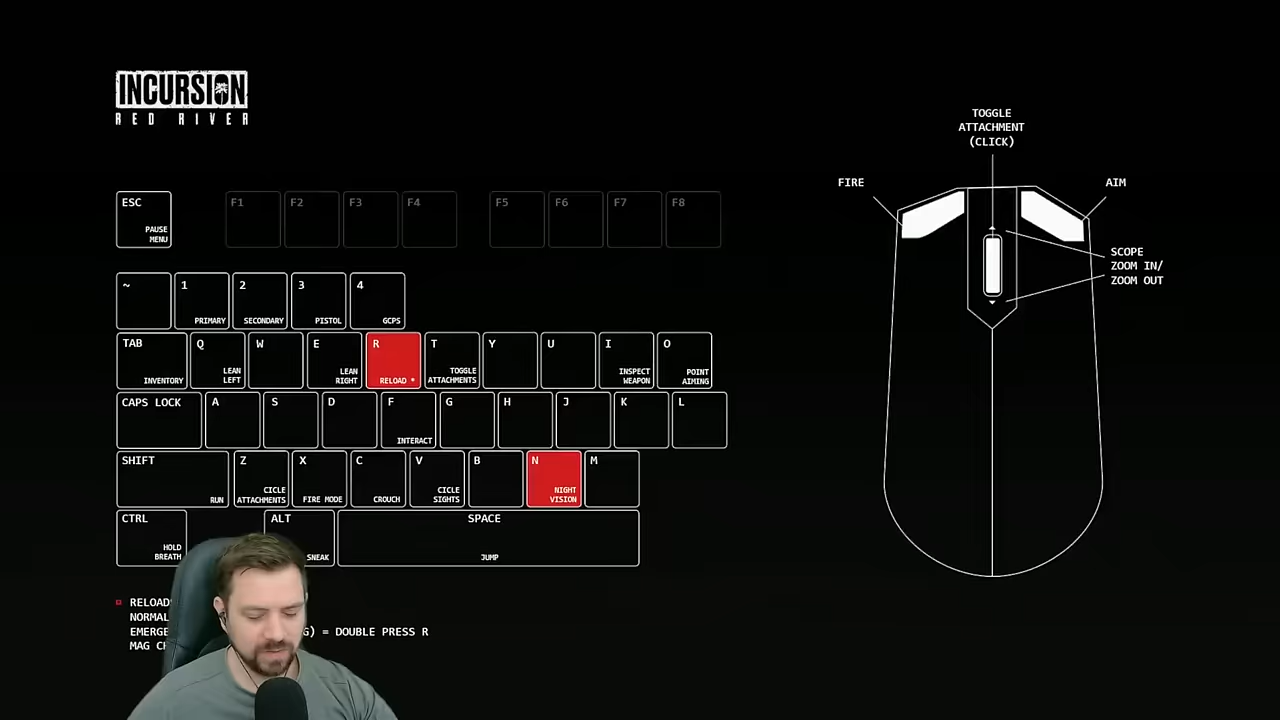 INCURSION
RED RIVER
TOGGLE
ATTACHMENT
(CLICK)
FIRE
AIM
SCOPE
ZOOM IN/
ZOOM OUT
ESC
PAUSE
MENU
F1
F2
F3
F4
F5
F6
F7
F8
~
1
PRIMARY
2
SECONDARY
3
PISTOL
4
GCPS
TAB
INVENTORY
Q
LEAN
LEFT
W
E
LEAN
RIGHT
R
RELOAD *
T
TOGGLE
ATTACHMENTS
Y
U
I
INSPECT
WEAPON
O
POINT
AIMING
CAPS LOCK
A
S
D
F
INTERACT
G
H
J
K
L
SHIFT
RUN
Z
CICLE
ATTACHMENTS
X
FIRE MODE
C
CROUCH
V
CICLE
SIGHTS
B
N
NIGHT
VISION
M
CTRL
HOLD
BREATH
ALT
SNEAK
SPACE
JUMP
RELOAD
NORMAL
= DOUBLE PRESS R
MAG